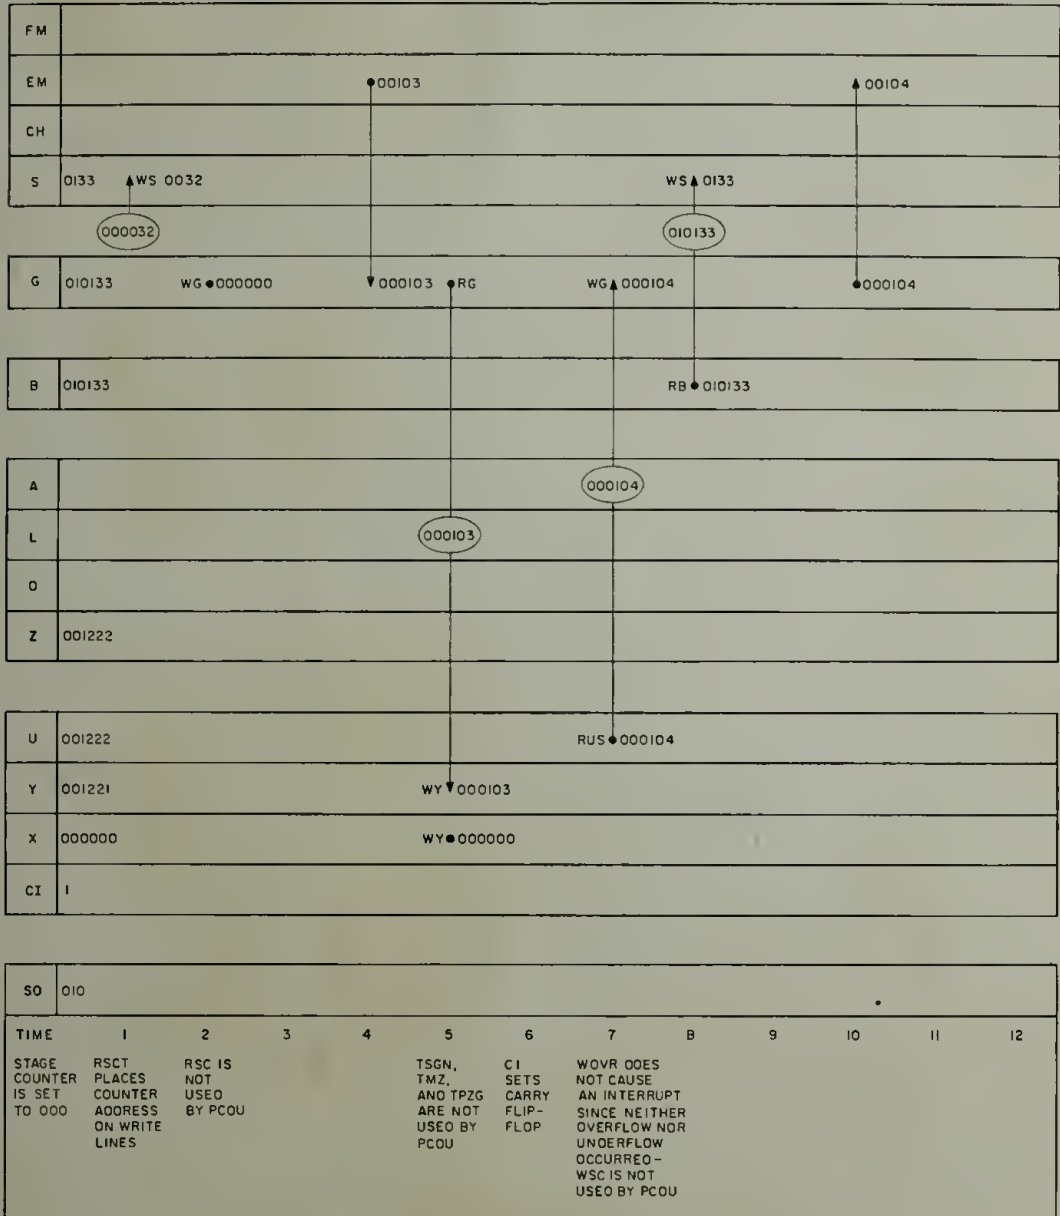 FM
EM ●00103 ▲00104
CH
S 0133 ▲WS 0032 WS▲0133
000032 010133
G 010133 WG●000000 ▼000103 ●RG WG▲000104 ●000104
B 010133 RB●010133
A 000104
L 000103
O
Z 001222
U 001222 RUS●000104
Y 001221 WY▼000103
X 000000 WY●000000
CI 1
SO 010
TIME 1 2 3 4 5 6 7 8 9 10 11 12
STAGE
COUNTER
IS SET
TO 000
RSCT
PLACES
COUNTER
ADDRESS
ON WRITE
LINES
RSC IS
NOT
USED
BY PCOU
TSGN,
TMZ,
AND TPZG
ARE NOT
USED BY
PCOU
CI
SETS
CARRY
FLIP-
FLOP
WOVR DOES
NOT CAUSE
AN INTERRUPT
SINCE NEITHER
OVERFLOW NOR
UNDERFLOW
OCCURRED-
WSC IS NOT
USED BY PCOU